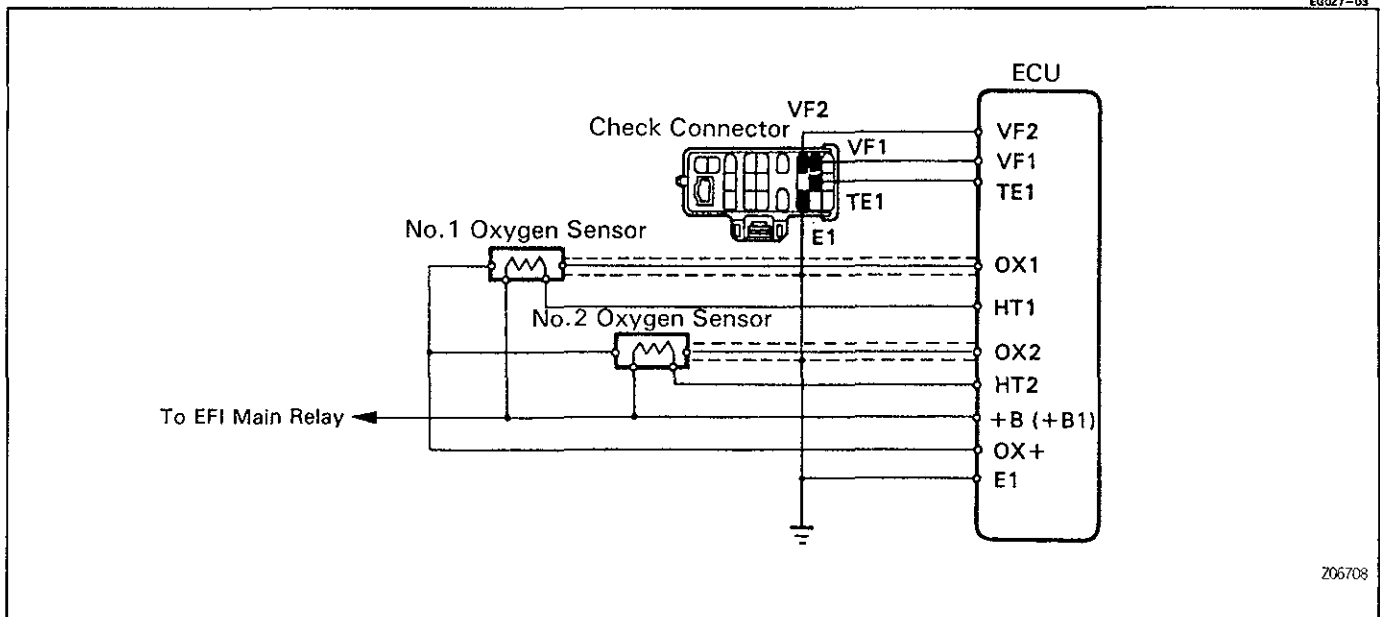 ECU
VF2
Check Connector
VF2
VF1
VF1
TE1
TE1
E1
No.1 Oxygen Sensor
OX1
HT1
No.2 Oxygen Sensor
OX2
HT2
To EFI Main Relay
+B (+B1)
OX+
E1
Z06708